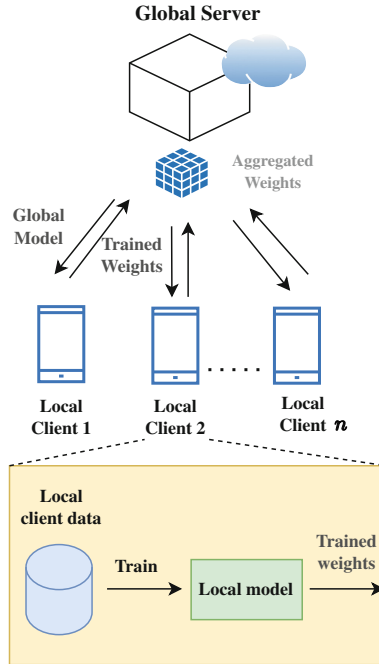 Global Server
Aggregated
Weights
Global
Model
Trained
Weights
. . . . .
Local
Client 1
Local
Client 2
Local
Client n
Local
client data
Train
Local model
Trained
weights